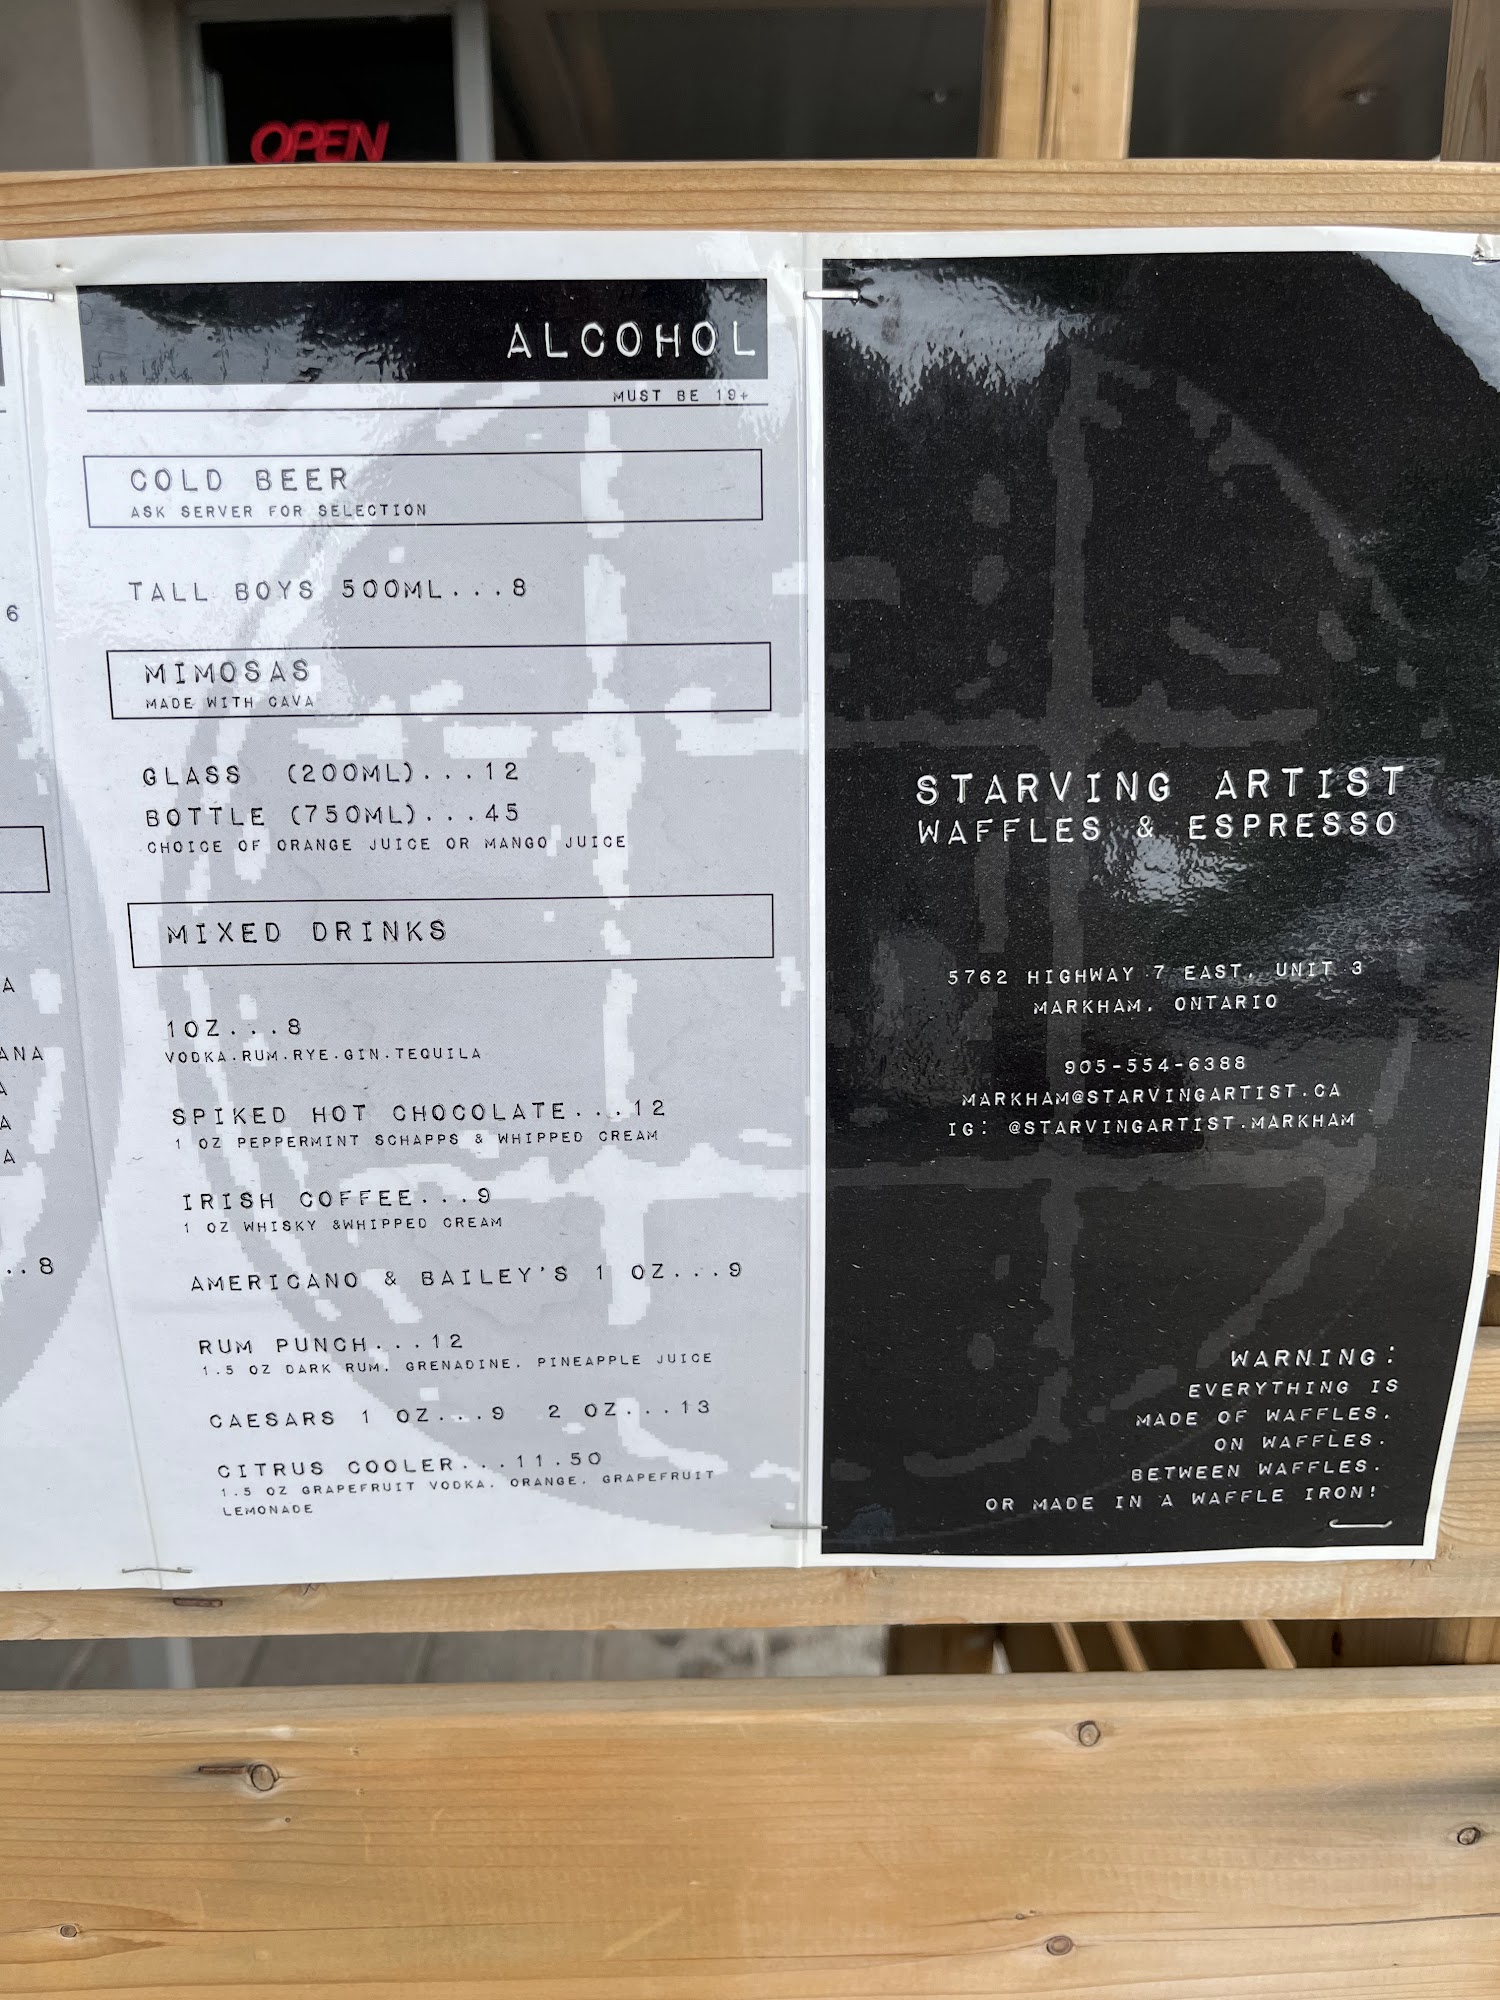 OPEN
6
A
ANA
A
A
A
..8
ALCOHOL
MUST BE 19+
COLD BEER
ASK SERVER FOR SELECTION
TALL BOYS 500ML...8
MIMOSAS
MADE WITH CAVA
GLASS (200ML)...12
BOTTLE (750ML)...45
CHOICE OF ORANGE JUICE OR MANGO JUICE
MIXED DRINKS
1OZ...8
VODKA.RUM.RYE.GIN.TEQUILA
SPIKED HOT CHOCOLATE...12
1 OZ PEPPERMINT SCHAPPS & WHIPPED CREAM
IRISH COFFEE...9
1 OZ WHISKY &WHIPPED CREAM
AMERICANO & BAILEY'S 1 OZ...9
RUM PUNCH...12
1.5 OZ DARK RUM, GRENADINE, PINEAPPLE JUICE
CAESARS 1 OZ...9 2 OZ...13
CITRUS COOLER...11.50
1.5 OZ GRAPEFRUIT VODKA, ORANGE, GRAPEFRUIT
LEMONADE
STARVING ARTIST
WAFFLES & ESPRESSO
5762 HIGHWAY 7 EAST, UNIT 3
MARKHAM, ONTARIO
905-554-6388
MARKHAM@STARVINGARTIST.CA
IG: @STARVINGARTIST.MARKHAM
WARNING:
EVERYTHING IS
MADE OF WAFFLES,
ON WAFFLES,
BETWEEN WAFFLES,
OR MADE IN A WAFFLE IRON!